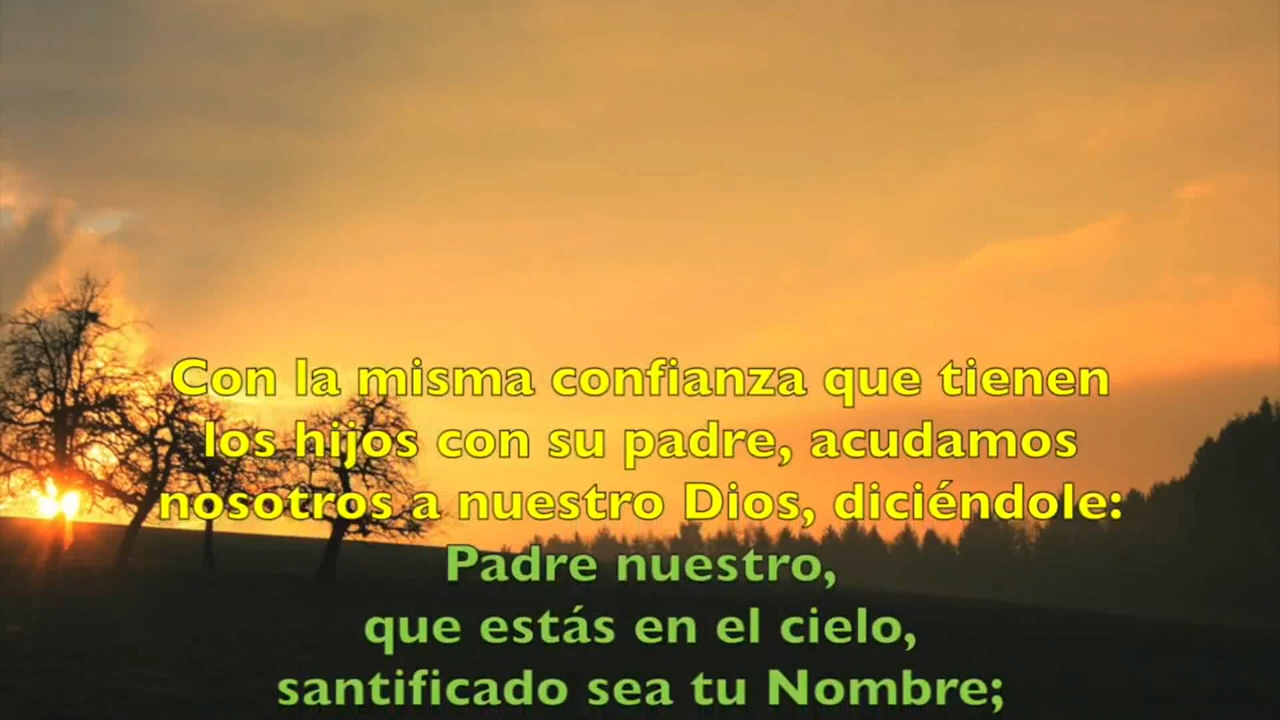 Con la misma confianza que tienen
los hijos con su padre, acudamos
nosotros a nuestro Dios, diciéndole:
Padre nuestro,
que estás en el cielo,
santificado sea tu Nombre;